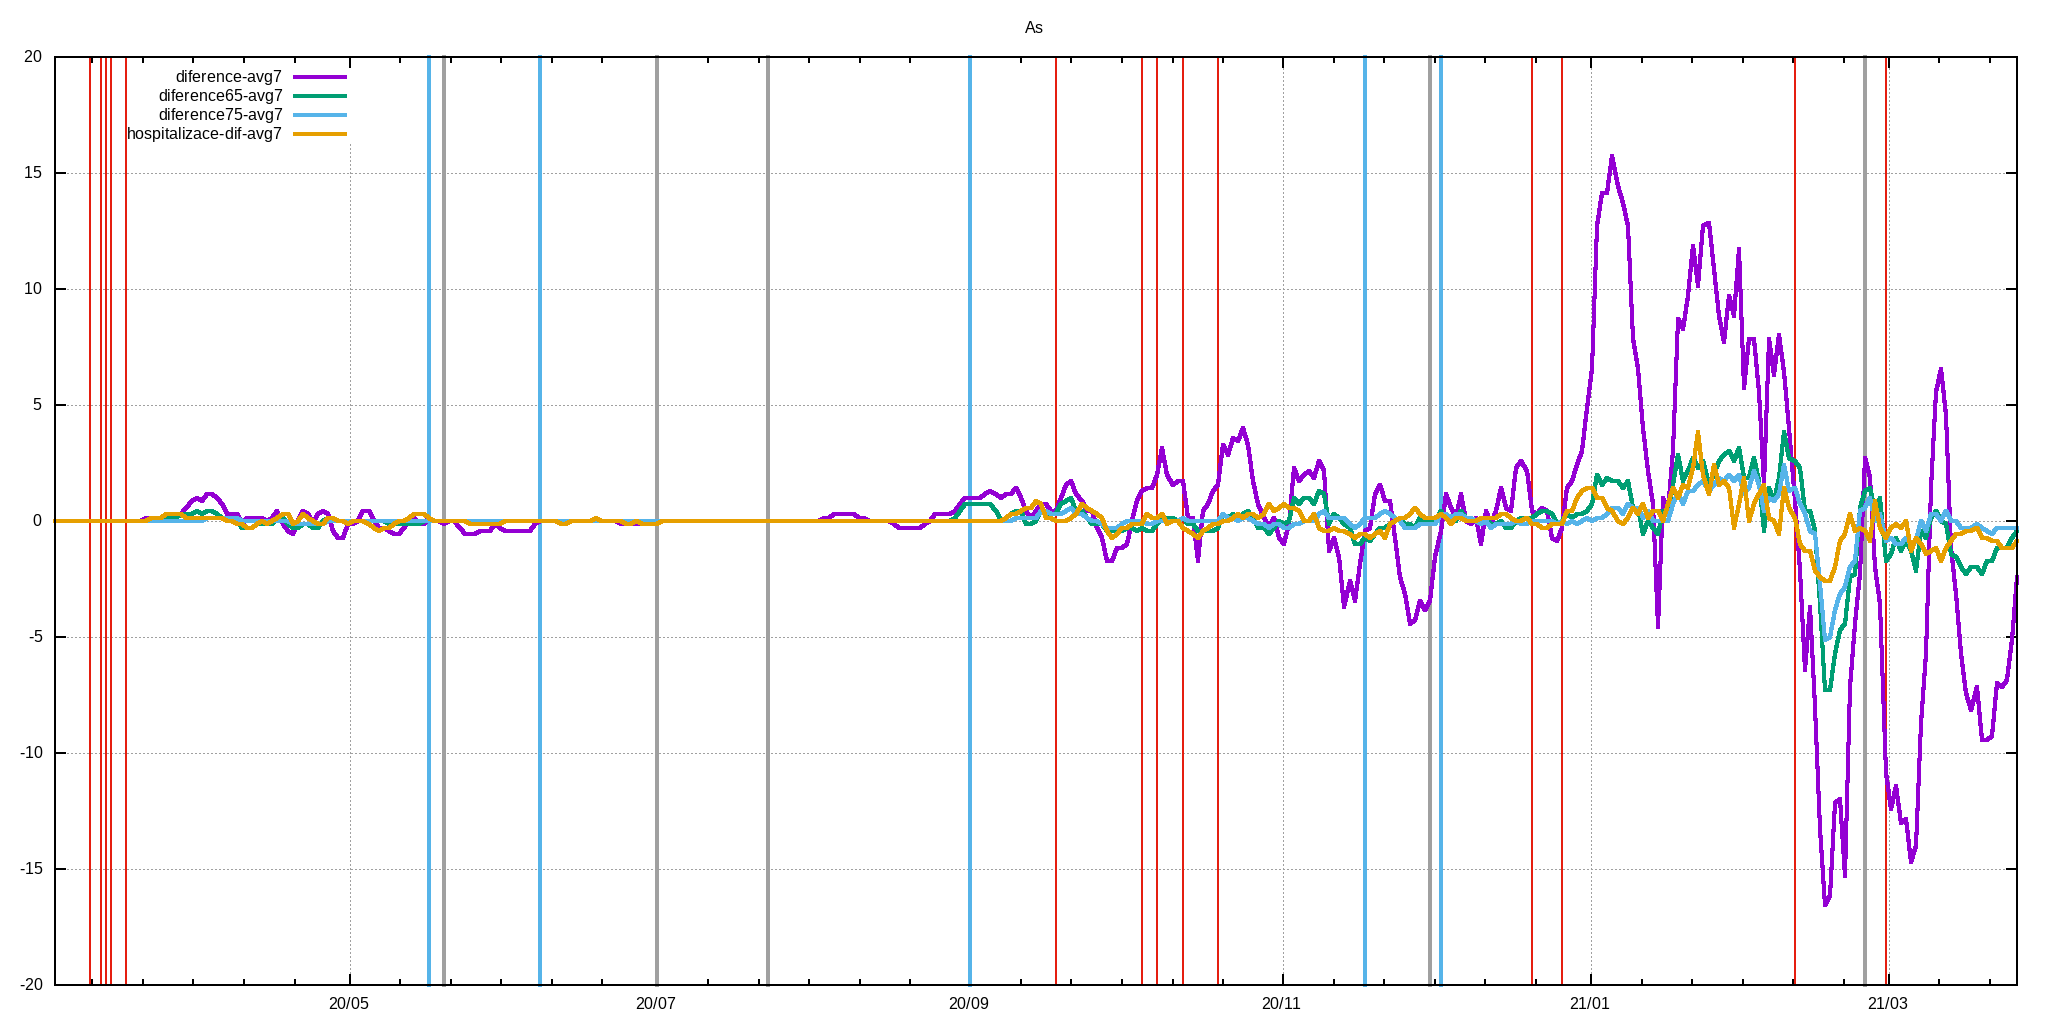 As
20
diference-avg7
diference65-avg7
diference75-avg7
hospitalizace-dif-avg7
15
10
5
0
-5
-10
-15
-20
20/05 20/07 20/09 20/11 21/01 21/03